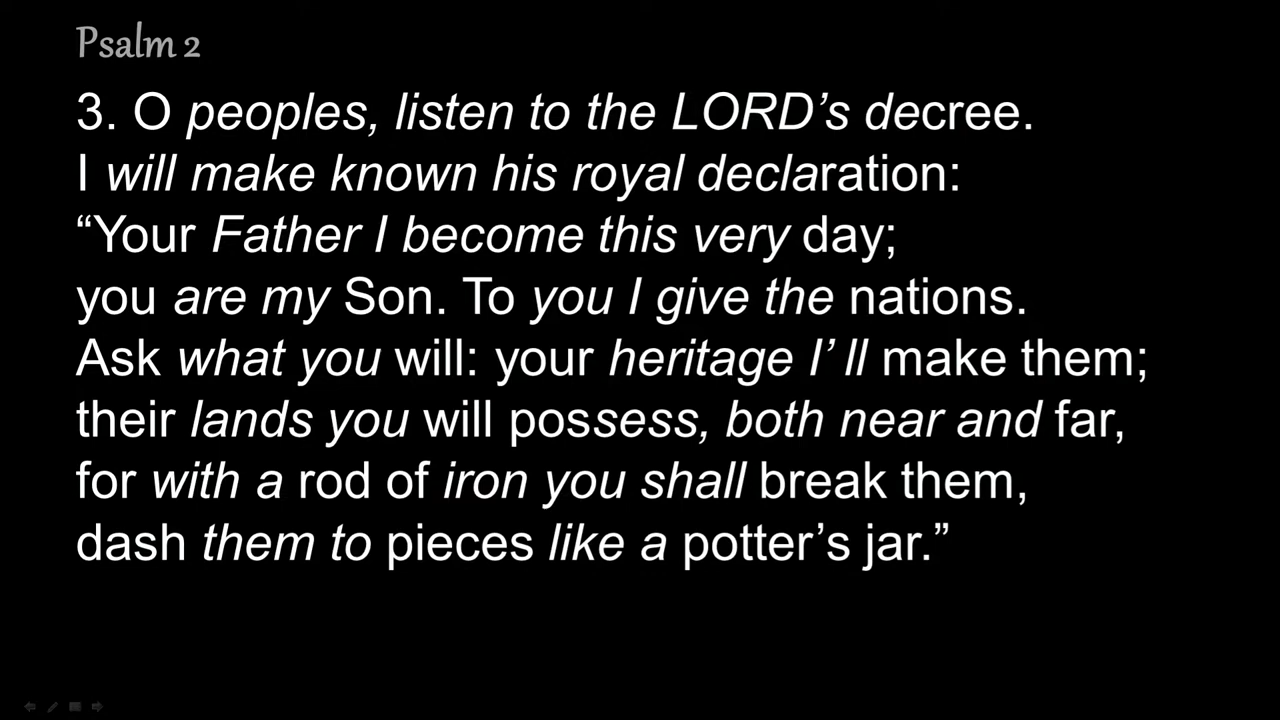 Psalm 2
3. O peoples, listen to the LORD’s decree.
I will make known his royal declaration:
“Your Father I become this very day;
you are my Son. To you I give the nations.
Ask what you will: your heritage I’ ll make them;
their lands you will possess, both near and far,
for with a rod of iron you shall break them,
dash them to pieces like a potter’s jar.”